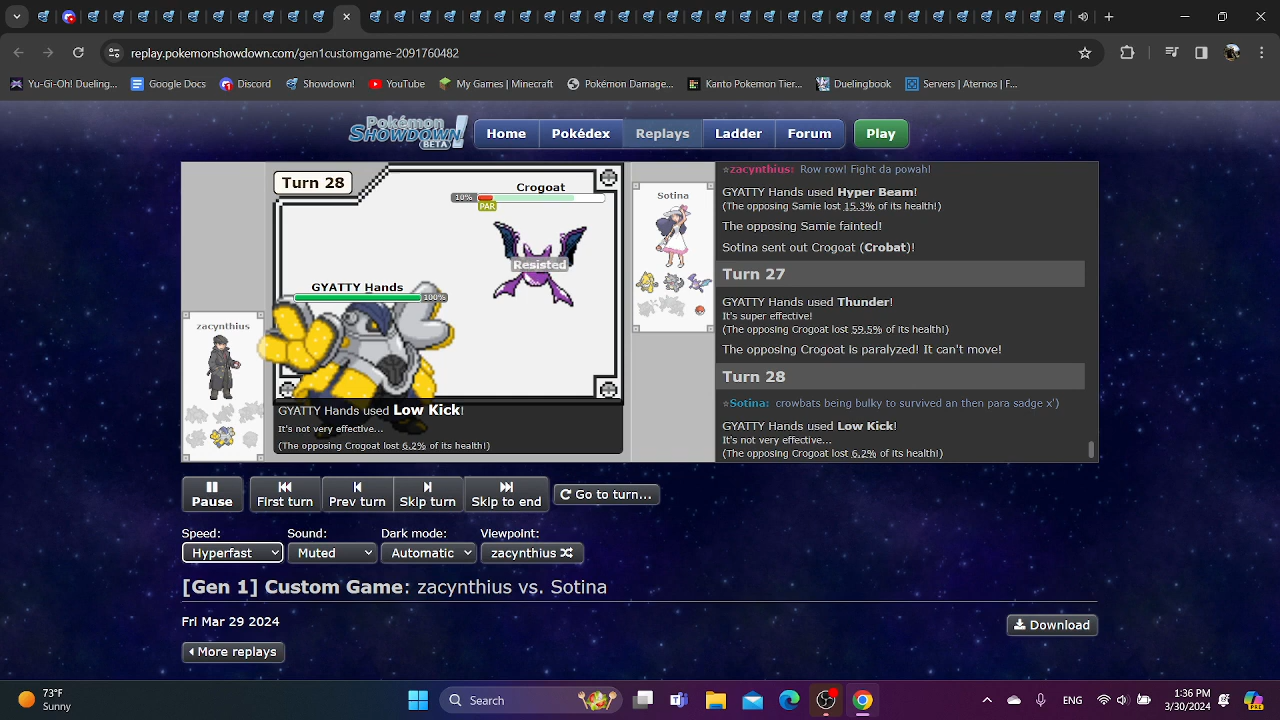 replay.pokemonshowdown.com/gen1customgame-2091760482
Yu-Gi-Oh! Dueling...
Google Docs
Discord
Showdown!
YouTube
My Games | Minecraft
Pokémon Damage...
Kanto Pokemon Tier...
Duelingbook
Servers | Aternos | F...
Pokémon
SHOWDOWN!
BETA
Home
Pokédex
Replays
Ladder
Forum
Play
Turn 28
Crogoat
10%
PAR
Resisted
GYATTY Hands
100%
zacynthius
Sotina
GYATTY Hands used Low Kick!
It's not very effective...
(The opposing Crogoat lost 6.2% of its health!)
☆zacynthius: Row row! Fight da powah!
GYATTY Hands used Hyper Beam!
(The opposing Samie lost 15.3% of its health!)
The opposing Samie fainted!
Sotina sent out Crogoat (Crobat)!
Turn 27
GYATTY Hands used Thunder!
It's super effective!
(The opposing Crogoat lost 59.5% of its health!)
The opposing Crogoat is paralyzed! It can't move!
Turn 28
☆Sotina: crowbats being bulky to survived an then para sadge x')
GYATTY Hands used Low Kick!
It's not very effective...
(The opposing Crogoat lost 6.2% of its health!)
Pause
First turn
Prev turn
Skip turn
Skip to end
Go to turn...
Speed:
Sound:
Dark mode:
Viewpoint:
Hyperfast
Muted
Automatic
zacynthius
[Gen 1] Custom Game: zacynthius vs. Sotina
Fri Mar 29 2024
Download
More replays
73°F
Sunny
Search
ENG
1:36 PM
3/30/2024
PRE